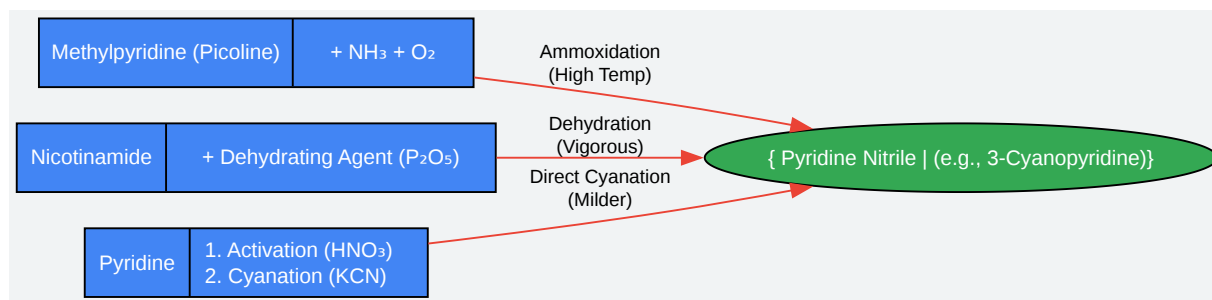 Methylpyridine (Picoline)
+ NH₃ + O₂
Ammoxidation
(High Temp)
Nicotinamide
+ Dehydrating Agent (P₂O₅)
Dehydration
(Vigorous)
{ Pyridine Nitrile | (e.g., 3-Cyanopyridine)}
Direct Cyanation
(Milder)
Pyridine
1. Activation (HNO₃)
2. Cyanation (KCN)